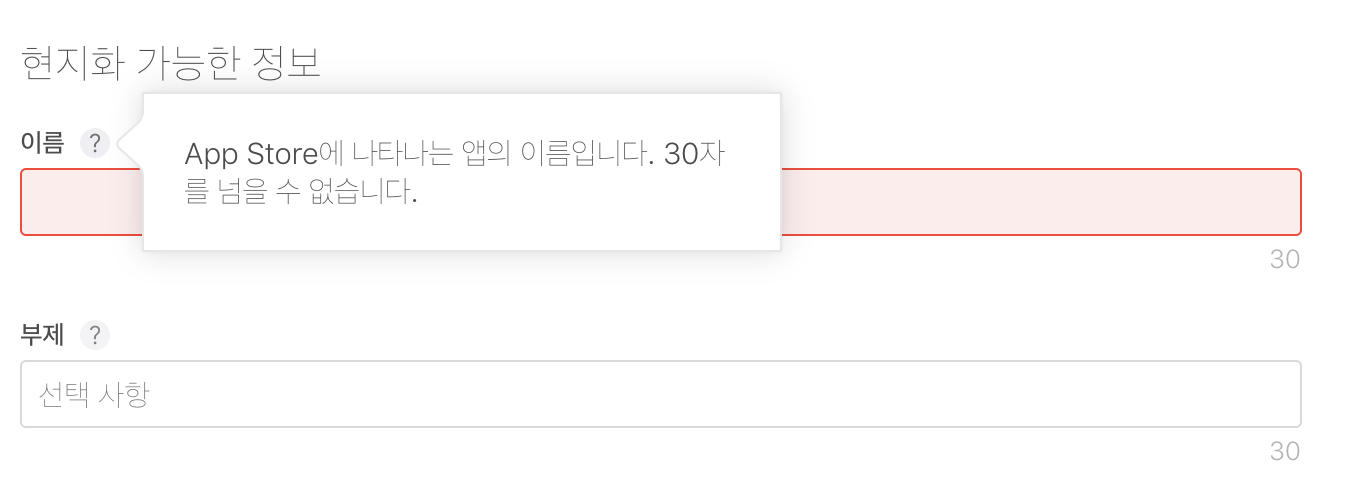 현지화 가능한 정보
이름 ?
App Store에 나타나는 앱의 이름입니다. 30자
를 넘을 수 없습니다.
30
부제 ?
선택 사항
30